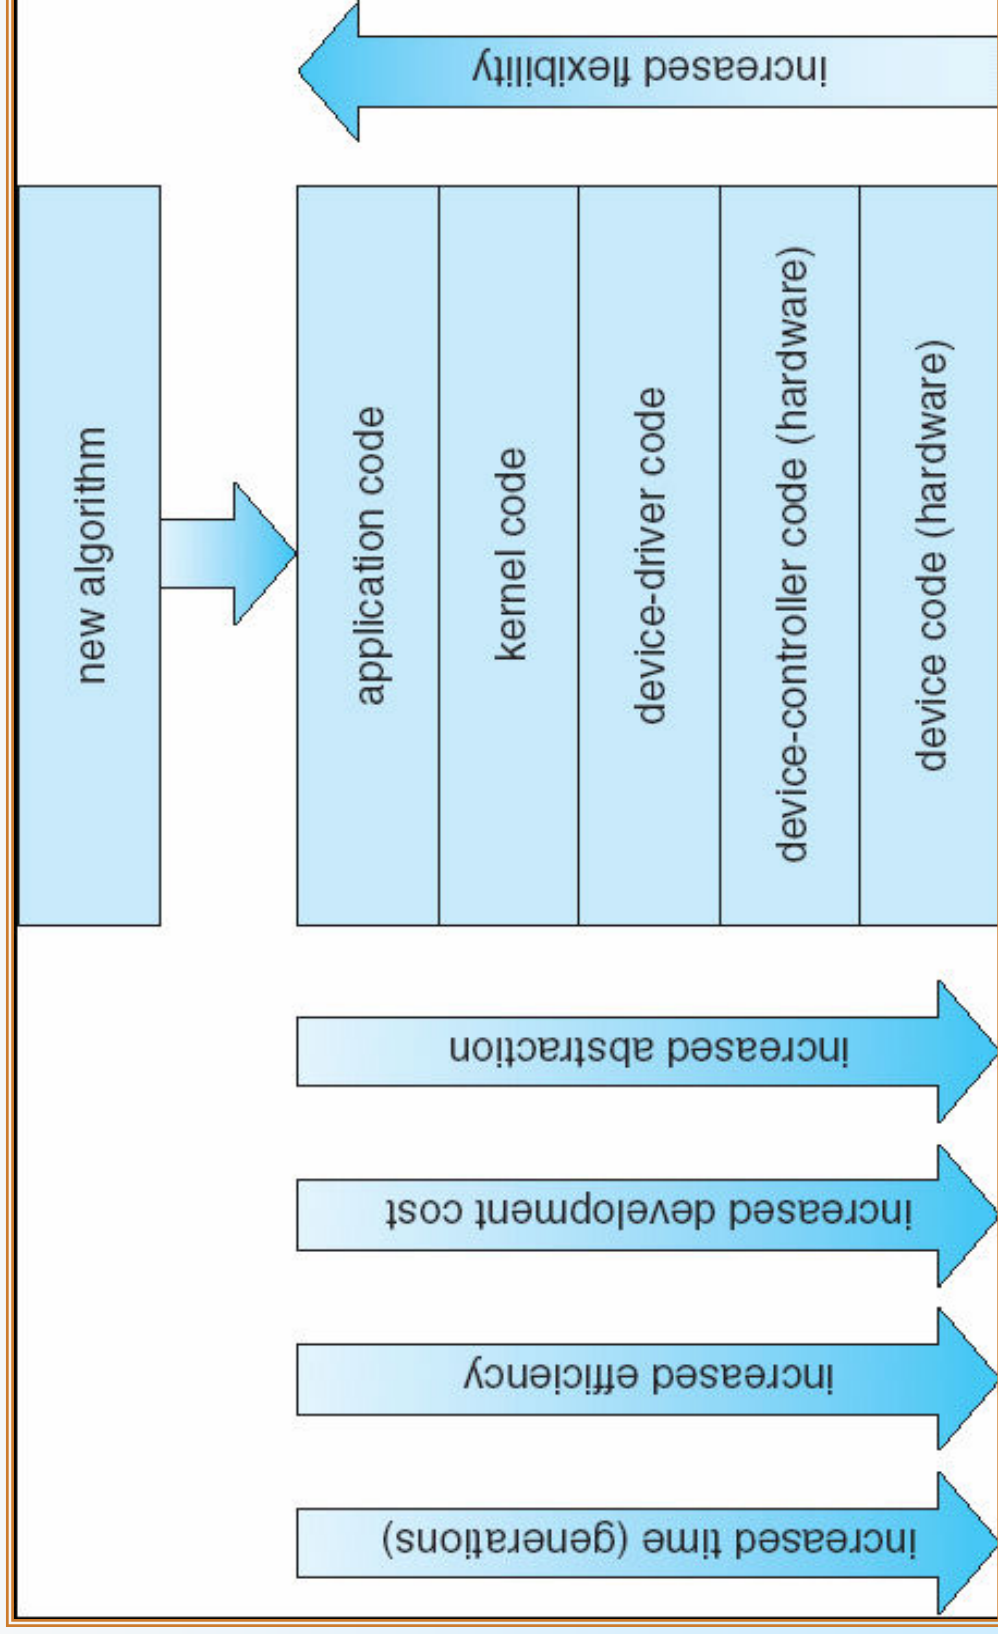 increased time (generations)
increased efficiency
increased development cost
increased abstraction
new algorithm
application code
kernel code
device-driver code
device-controller code (hardware)
device code (hardware)
increased flexibility